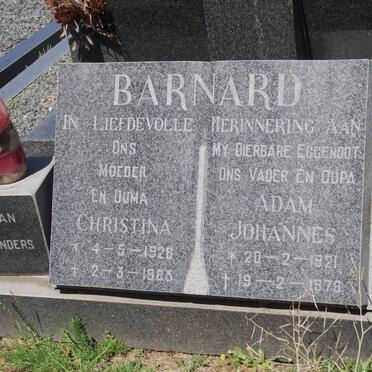 BARNARD
IN LIEFDEVOLLE HERINNERING AAN
ONS
MOEDER
EN OUMA
CHRISTINA
* 4-5-1926
† 2-3-1983
MY DIERBARE EGGENOOT
ONS VADER EN OUPA
ADAM
JOHANNES
* 20-2-1921
† 19-2-1979
AN
NDERS